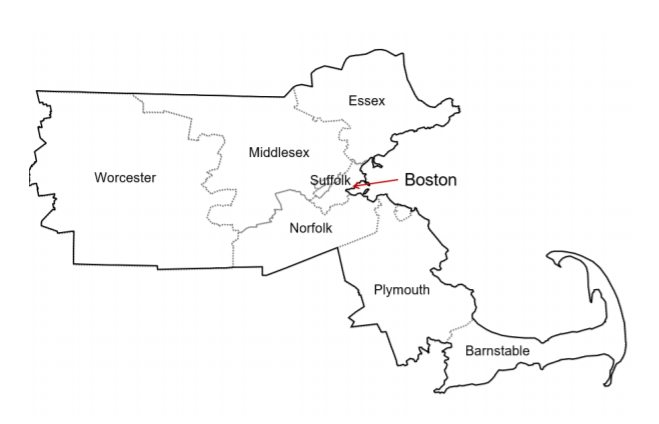 Essex
Middlesex
Worcester
Suffolk
Boston
Norfolk
Plymouth
Barnstable